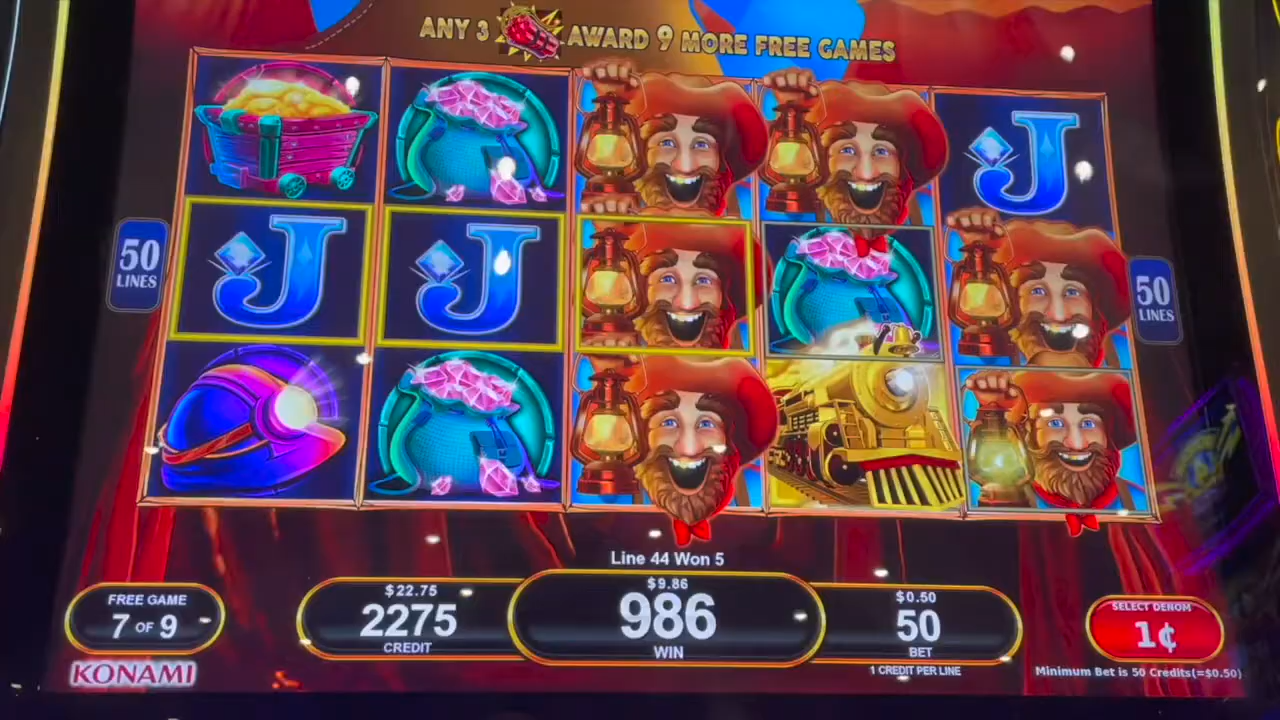 ANY 3 AWARD 9 MORE FREE GAMES
J
50
LINES
J
J
50
LINES
Line 44 Won 5
FREE GAME
7 OF 9
$22.75
2275
CREDIT
$9.86
986
WIN
$0.50
50
BET
1 CREDIT PER LINE
SELECT DENOM
1¢
Minimum Bet is 50 Credits(=$0.50)
KONAMI